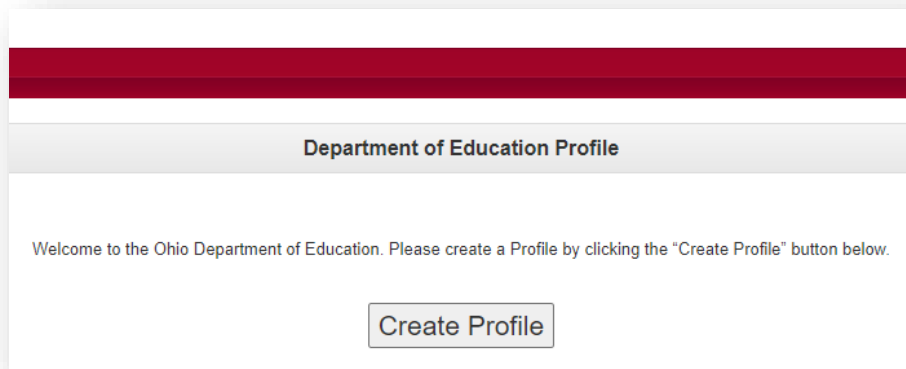 Department of Education Profile
Welcome to the Ohio Department of Education. Please create a Profile by clicking the “Create Profile” button below.
Create Profile